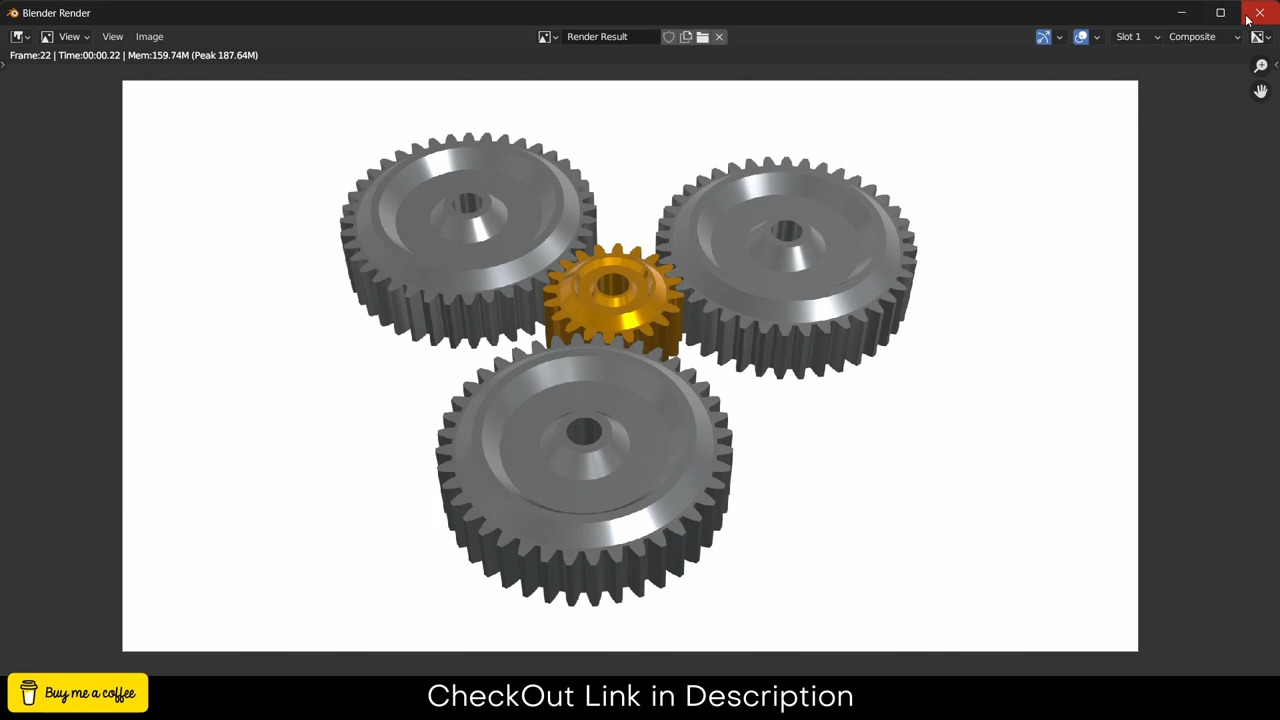 Blender Render
View View Image Render Result Slot 1 Composite
Frame:22 | Time:00:00.22 | Mem:159.74M (Peak 187.64M)
Buy me a coffee
CheckOut Link in Description